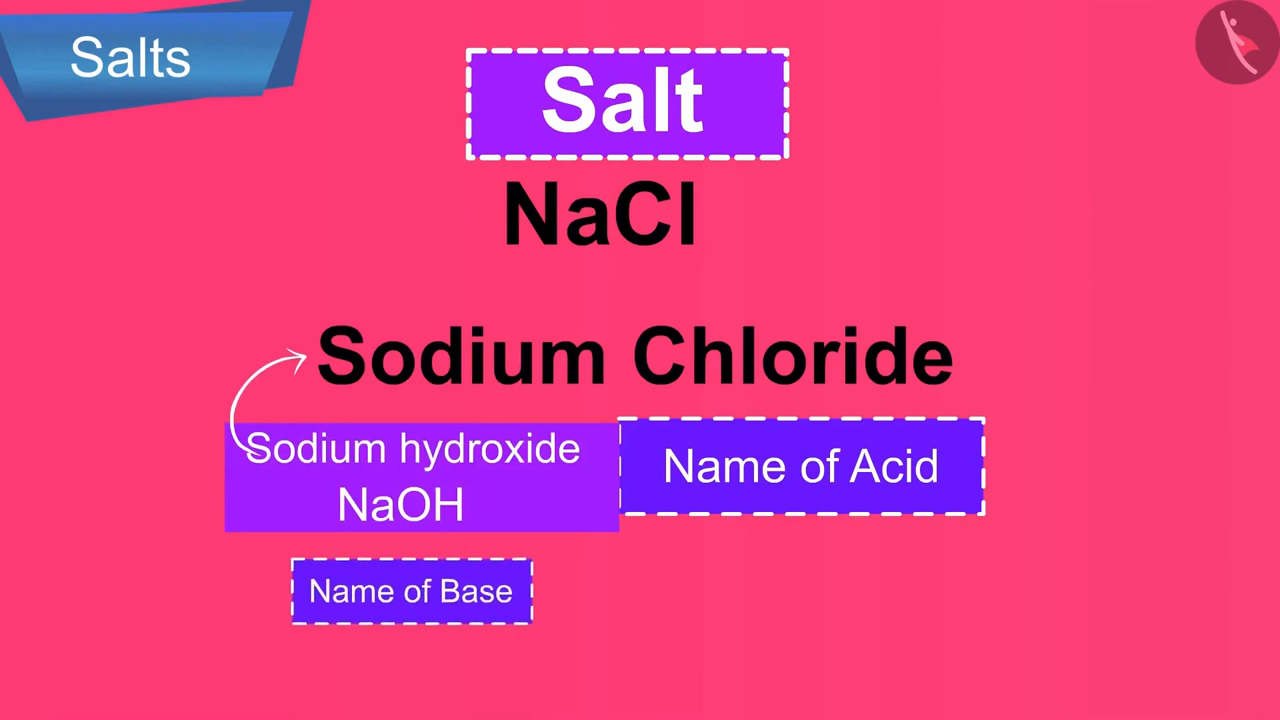 Salts
Salt
NaCl
Sodium Chloride
Sodium hydroxide
NaOH
Name of Acid
Name of Base